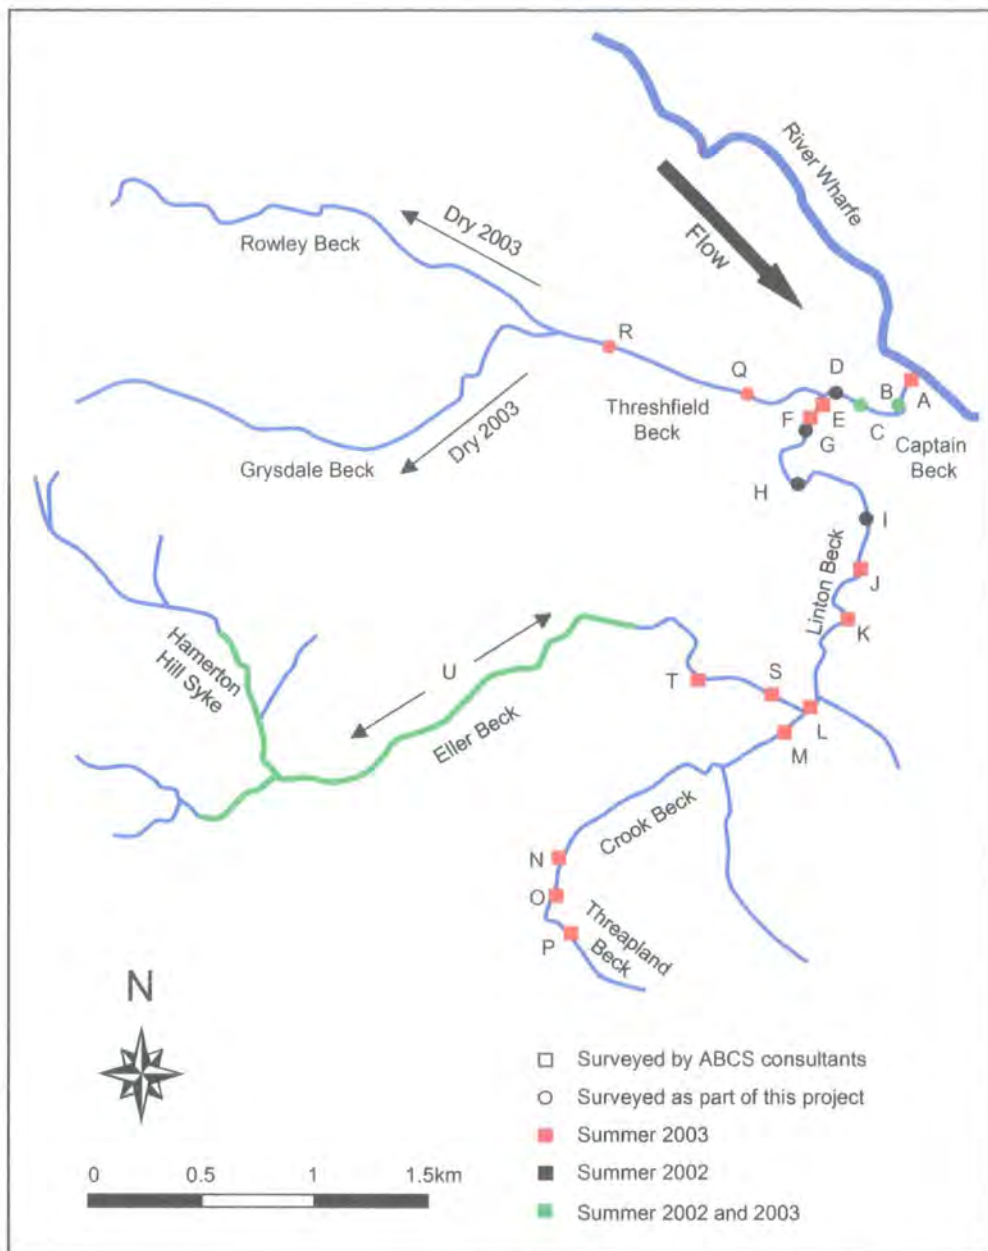 River Wharfe
Flow
Dry 2003
Rowley Beck
R
Q
D
B
A
Threshfield
Beck
F
E
C
G
Captain
Beck
Dry 2003
Grysdale Beck
H
I
Linton Beck
J
K
Hamerton
Hill Syke
U
T
S
L
Eller Beck
M
Crook Beck
N
O
Threapland
Beck
P
N
Surveyed by ABCS consultants
Surveyed as part of this project
Summer 2003
Summer 2002
Summer 2002 and 2003
0 0.5 1 1.5km